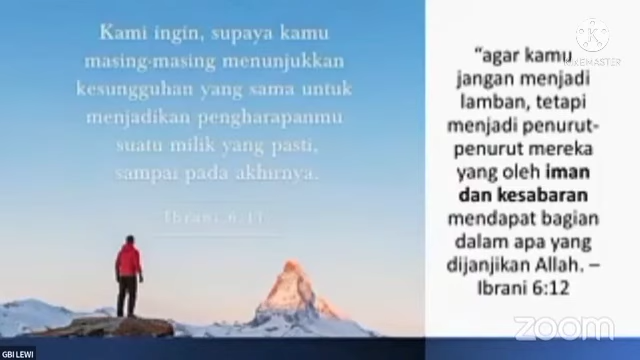 Kami ingin, supaya kamu
masing-masing menunjukkan
kesungguhan yang sama untuk
menjadikan pengharapanmu
suatu milik yang pasti,
sampai pada akhirnya.
Ibrani 6:11
“agar kamu
jangan menjadi
lamban, tetapi
menjadi penurut-
penurut mereka
yang oleh iman
dan kesabaran
mendapat bagian
dalam apa yang
dijanjikan Allah. –
Ibrani 6:12
KINEMASTER
zoom
GBI LEWI